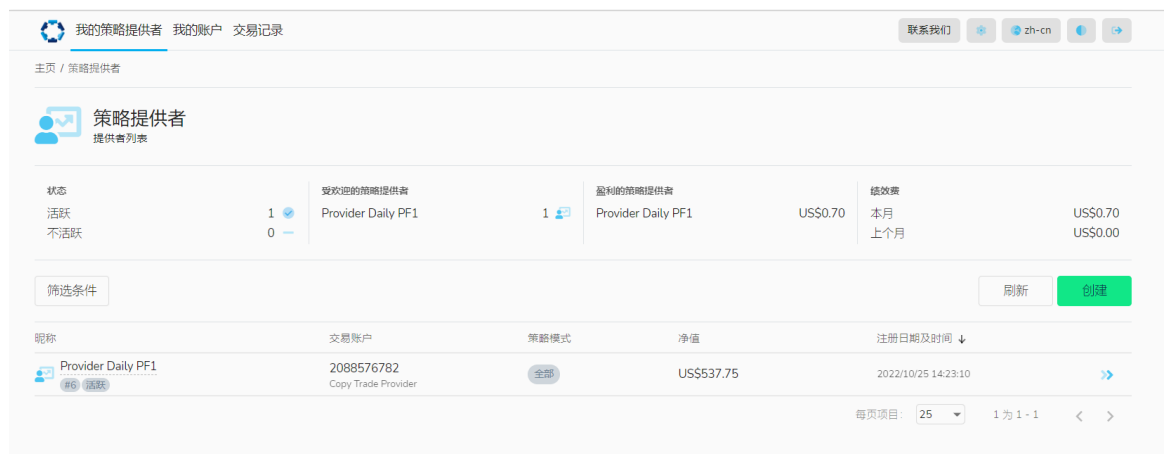 我的策略提供者 我的账户 交易记录 联系我们 zh-cn
主页 / 策略提供者
策略提供者
提供者列表
状态 受欢迎的策略提供者 盈利的策略提供者 绩效费
活跃 1 Provider Daily PF1 1 Provider Daily PF1 US$0.70 本月 US$0.70
不活跃 0 上个月 US$0.00
筛选条件 刷新 创建
昵称 交易账户 策略模式 净值 注册日期及时间
Provider Daily PF1 2088576782 全部 US$537.75 2022/10/25 14:23:10
#6 活跃 Copy Trade Provider
每页项目: 25 1 为 1 - 1